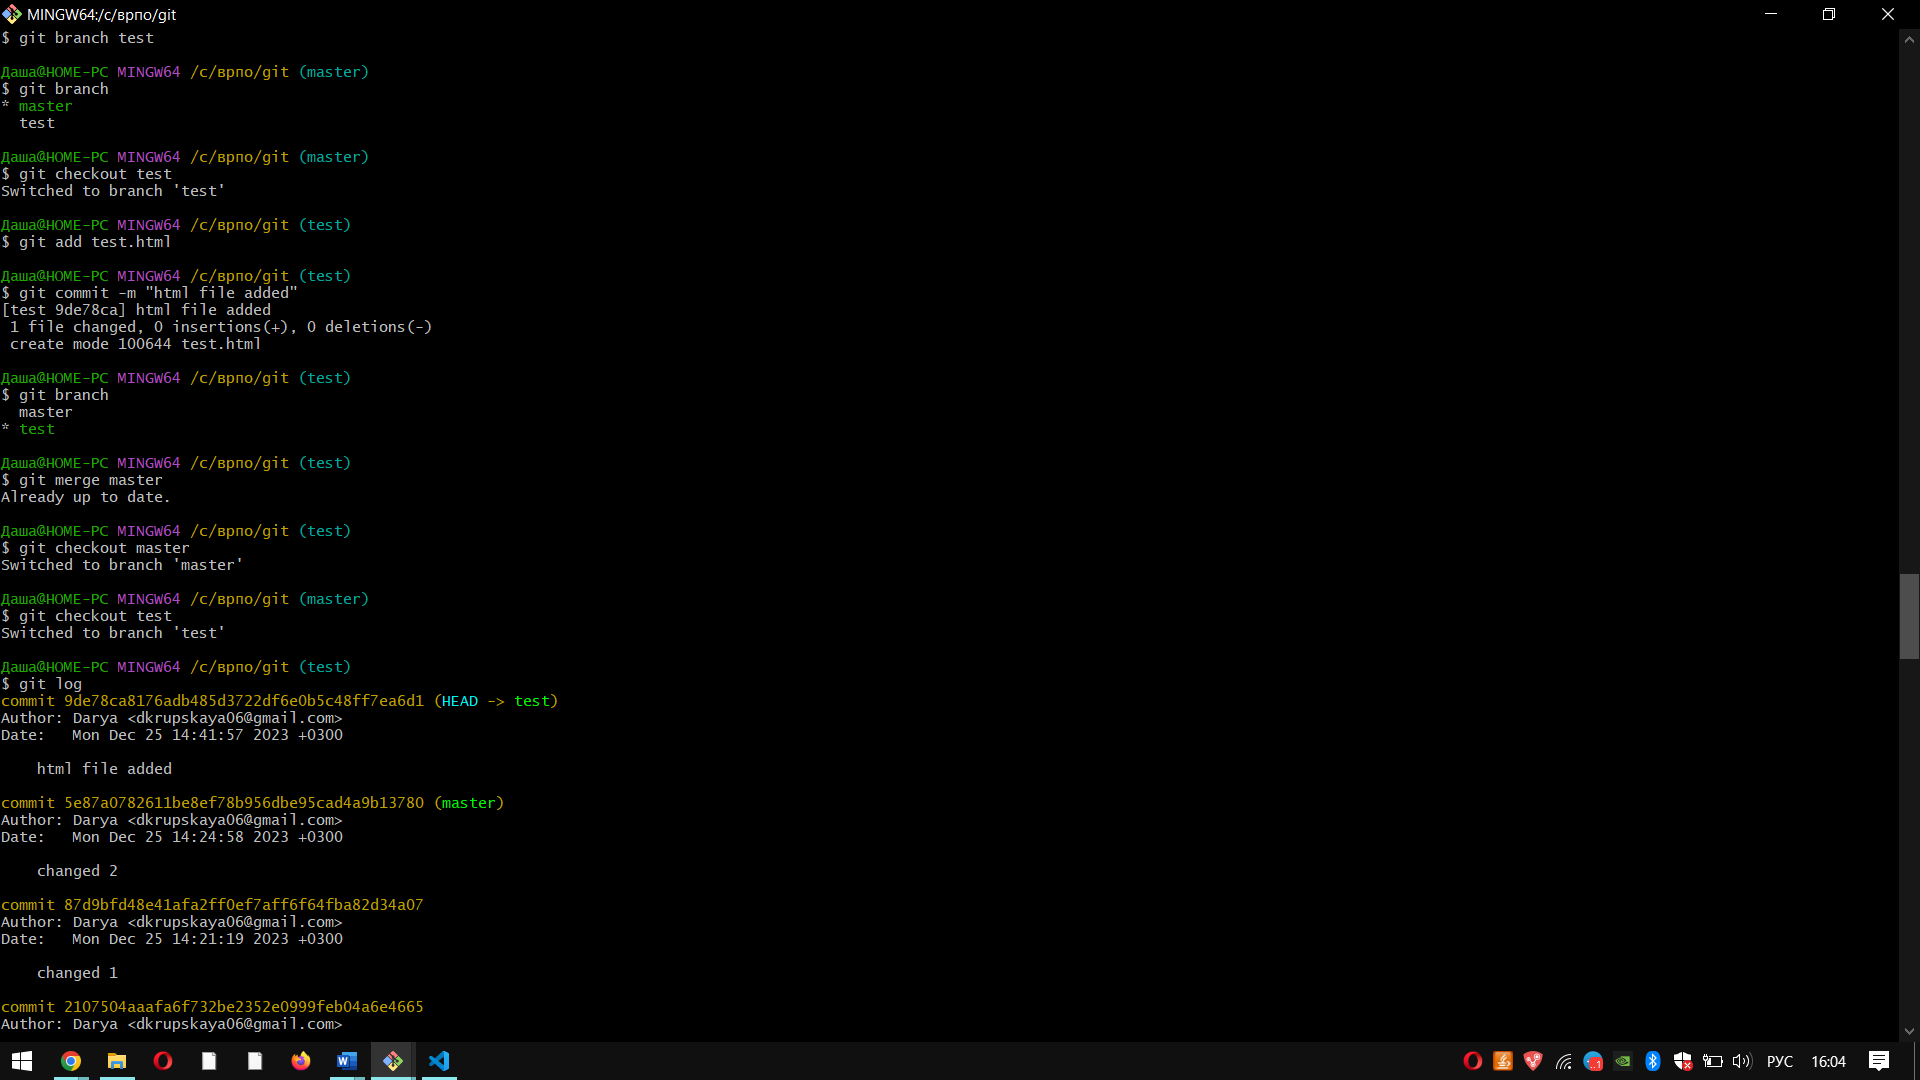 MINGW64:/c/врпо/git
$ git branch test
Даша@HOME-PC MINGW64 /c/врпо/git (master)
$ git branch
* master
test
Даша@HOME-PC MINGW64 /c/врпо/git (master)
$ git checkout test
Switched to branch 'test'
Даша@HOME-PC MINGW64 /c/врпо/git (test)
$ git add test.html
Даша@HOME-PC MINGW64 /c/врпо/git (test)
$ git commit -m "html file added"
[test 9de78ca] html file added
1 file changed, 0 insertions(+), 0 deletions(-)
create mode 100644 test.html
Даша@HOME-PC MINGW64 /c/врпо/git (test)
$ git branch
master
* test
Даша@HOME-PC MINGW64 /c/врпо/git (test)
$ git merge master
Already up to date.
Даша@HOME-PC MINGW64 /c/врпо/git (test)
$ git checkout master
Switched to branch 'master'
Даша@HOME-PC MINGW64 /c/врпо/git (master)
$ git checkout test
Switched to branch 'test'
Даша@HOME-PC MINGW64 /c/врпо/git (test)
$ git log
commit 9de78ca8176adb485d3722df6e0b5c48ff7ea6d1 (HEAD -> test)
Author: Darya <dkrupskaya06@gmail.com>
Date:   Mon Dec 25 14:41:57 2023 +0300
html file added
commit 5e87a0782611be8ef78b956dbe95cad4a9b13780 (master)
Author: Darya <dkrupskaya06@gmail.com>
Date:   Mon Dec 25 14:24:58 2023 +0300
changed 2
commit 87d9bfd48e41afa2ff0ef7aff6f64fba82d34a07
Author: Darya <dkrupskaya06@gmail.com>
Date:   Mon Dec 25 14:21:19 2023 +0300
changed 1
commit 2107504aaafa6f732be2352e0999feb04a6e4665
Author: Darya <dkrupskaya06@gmail.com>
РУС 16:04